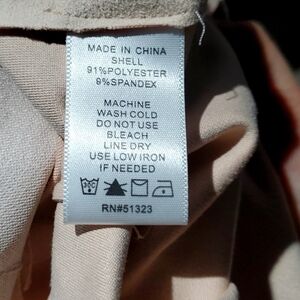 MADE IN CHINA
SHELL
91%POLYESTER
9%SPANDEX
MACHINE
WASH COLD
DO NOT USE
BLEACH
LINE DRY
USE LOW IRON
IF NEEDED
RN#51323